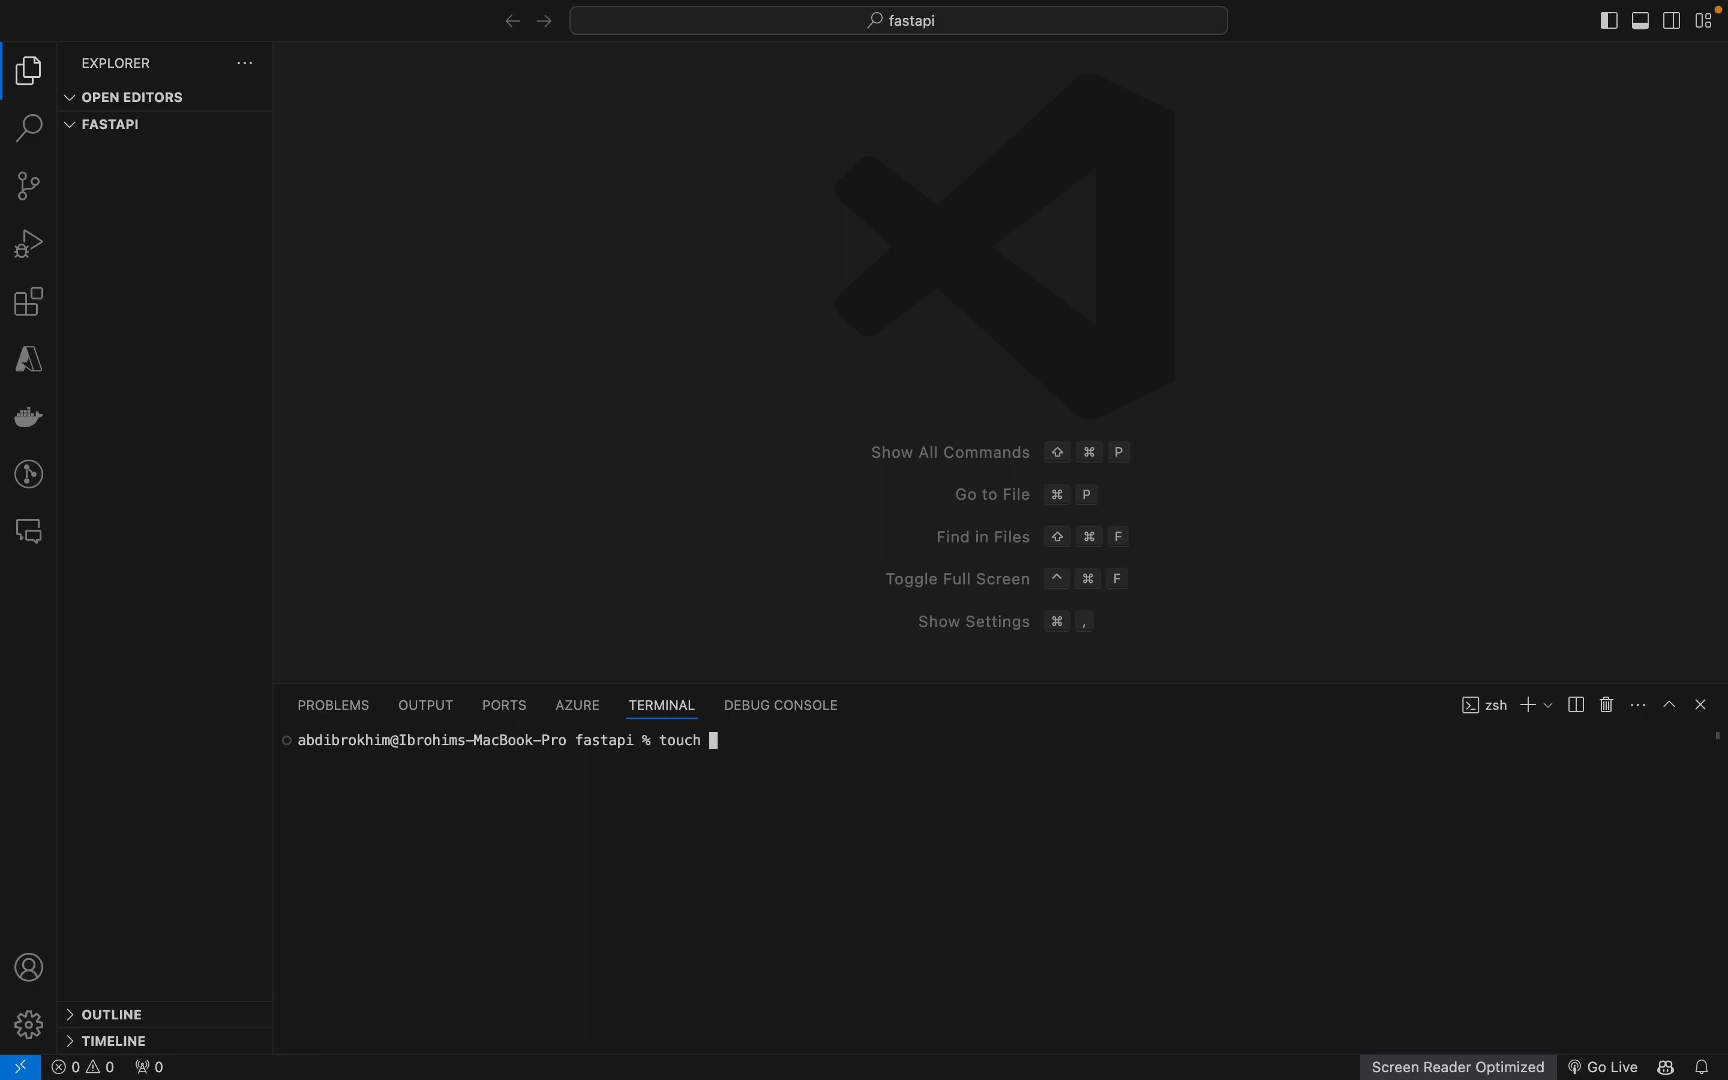 fastapi
EXPLORER
OPEN EDITORS
FASTAPI
Show All Commands ⇧ ⌘ P
Go to File ⌘ P
Find in Files ⇧ ⌘ F
Toggle Full Screen ^ ⌘ F
Show Settings ⌘ ,
PROBLEMS OUTPUT PORTS AZURE TERMINAL DEBUG CONSOLE zsh
abdibrokhim@Ibrohims-MacBook-Pro fastapi % touch
OUTLINE
TIMELINE
0 0 0 Screen Reader Optimized Go Live